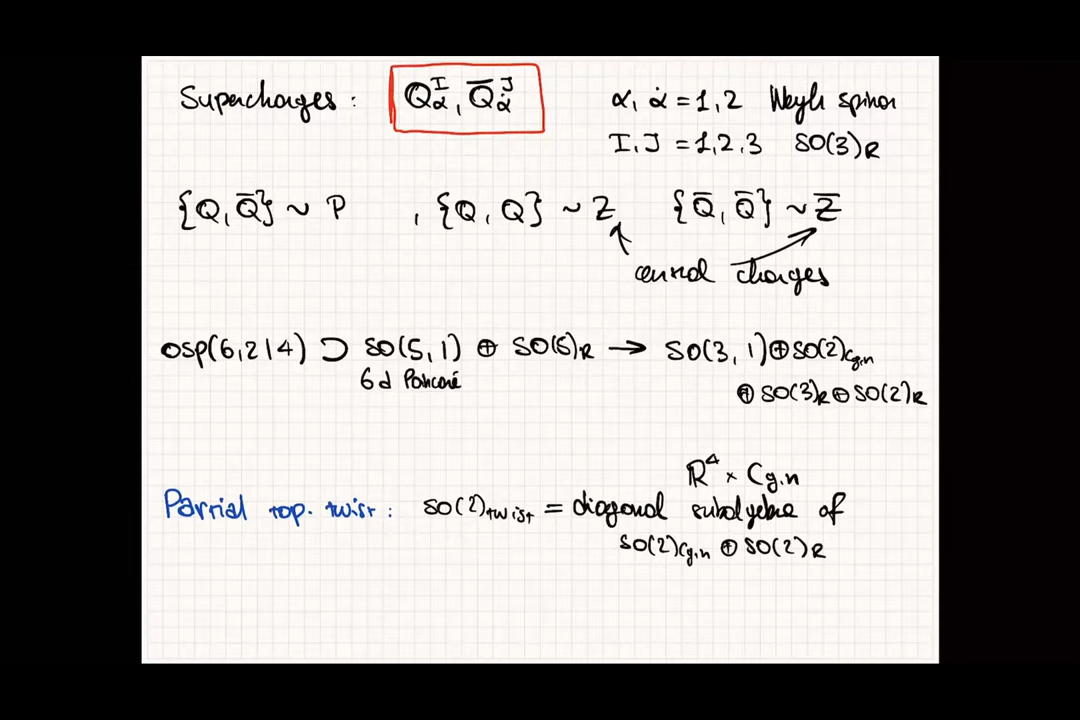 Supercharges: Q^I_α, Q̄^J_α̇   α, α̇ = 1,2 Weyl spinor
I,J = 1,2,3 SO(3)_R
{Q,Q̄} ~ P , {Q,Q} ~ Z   {Q̄,Q̄} ~ Z̄
central charges
osp(6,2|4) ⊃ SO(5,1) ⊕ SO(5)_R → SO(3,1)⊕SO(2)_{Cg,n}
6d Poincaré   ⊕ SO(3)_R ⊕ SO(2)_R
R^4 × Cg,n
Partial top. twist: SO(2)_{twist} = diagonal subalgebra of
SO(2)_{Cg,n} ⊕ SO(2)_R